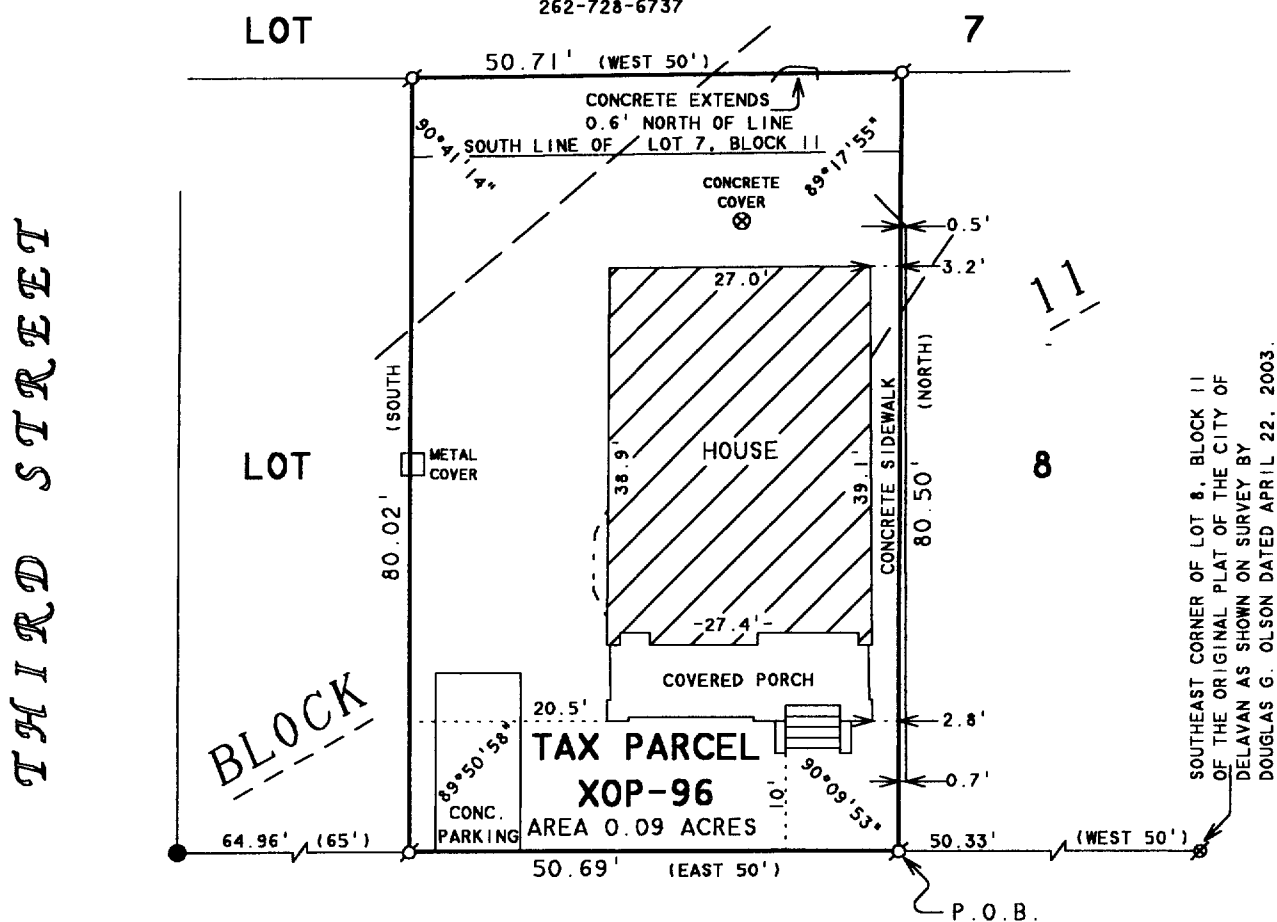 262-728-6737
LOT
7
50.71' (WEST 50')
CONCRETE EXTENDS
0.6' NORTH OF LINE
SOUTH LINE OF LOT 7, BLOCK 11
90°41'14"
89°17'55"
CONCRETE
COVER
0.5'
3.2'
27.0'
11
THIRD STREET
(SOUTH
80.02'
LOT
METAL
COVER
HOUSE
38.9'
39.1'
CONCRETE SIDEWALK
(NORTH)
80.50'
8
-27.4'-
COVERED PORCH
BLOCK
20.5'
2.8'
TAX PARCEL
XOP-96
AREA 0.09 ACRES
89°50'58"
CONC.
PARKING
10'
90°09'53"
0.7'
64.96' (65')
50.69' (EAST 50')
50.33' (WEST 50')
P.O.B.
SOUTHEAST CORNER OF LOT 8, BLOCK 11
OF THE ORIGINAL PLAT OF THE CITY OF
DELAVAN AS SHOWN ON SURVEY BY
DOUGLAS G. OLSON DATED APRIL 22, 2003.